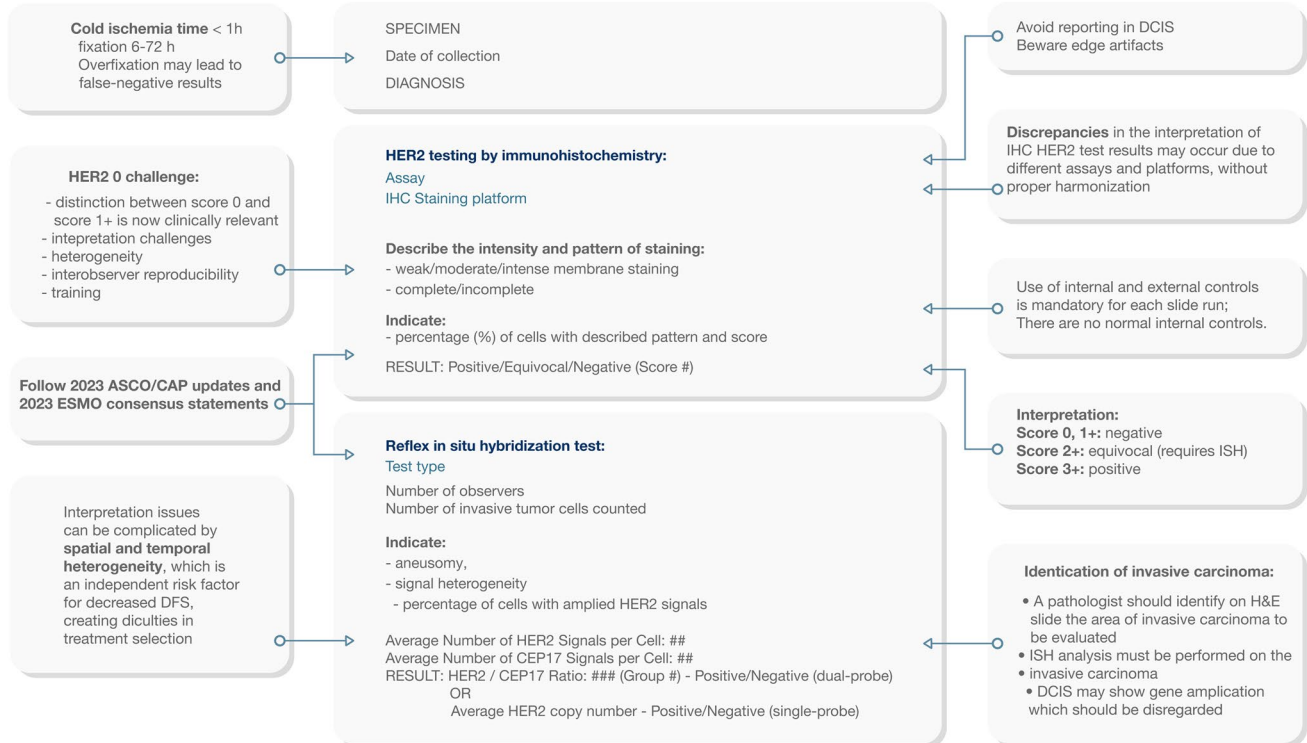 Cold ischemia time < 1h
fixation 6-72 h
Overfixation may lead to
false-negative results
SPECIMEN
Date of collection
DIAGNOSIS
Avoid reporting in DCIS
Beware edge artifacts
HER2 0 challenge:
- distinction between score 0 and
score 1+ is now clinically relevant
- intepretation challenges
- heterogeneity
- interobserver reproducibility
- training
HER2 testing by immunohistochemistry:
Assay
IHC Staining platform
Describe the intensity and pattern of staining:
- weak/moderate/intense membrane staining
- complete/incomplete
Indicate:
- percentage (%) of cells with described pattern and score
RESULT: Positive/Equivocal/Negative (Score #)
Discrepancies in the interpretation of
IHC HER2 test results may occur due to
different assays and platforms, without
proper harmonization
Use of internal and external controls
is mandatory for each slide run;
There are no normal internal controls.
Follow 2023 ASCO/CAP updates and
2023 ESMO consensus statements
Interpretation:
Score 0, 1+: negative
Score 2+: equivocal (requires ISH)
Score 3+: positive
Interpretation issues
can be complicated by
spatial and temporal
heterogeneity, which is
an independent risk factor
for decreased DFS,
creating diculties in
treatment selection
Reflex in situ hybridization test:
Test type
Number of observers
Number of invasive tumor cells counted
Indicate:
- aneusomy,
- signal heterogeneity
- percentage of cells with amplied HER2 signals
Average Number of HER2 Signals per Cell: ##
Average Number of CEP17 Signals per Cell: ##
RESULT: HER2 / CEP17 Ratio: ### (Group #) - Positive/Negative (dual-probe)
OR
Average HER2 copy number - Positive/Negative (single-probe)
Identication of invasive carcinoma:
• A pathologist should identify on H&E
slide the area of invasive carcinoma to
be evaluated
• ISH analysis must be performed on the
• invasive carcinoma
• DCIS may show gene amplication
which should be disregarded